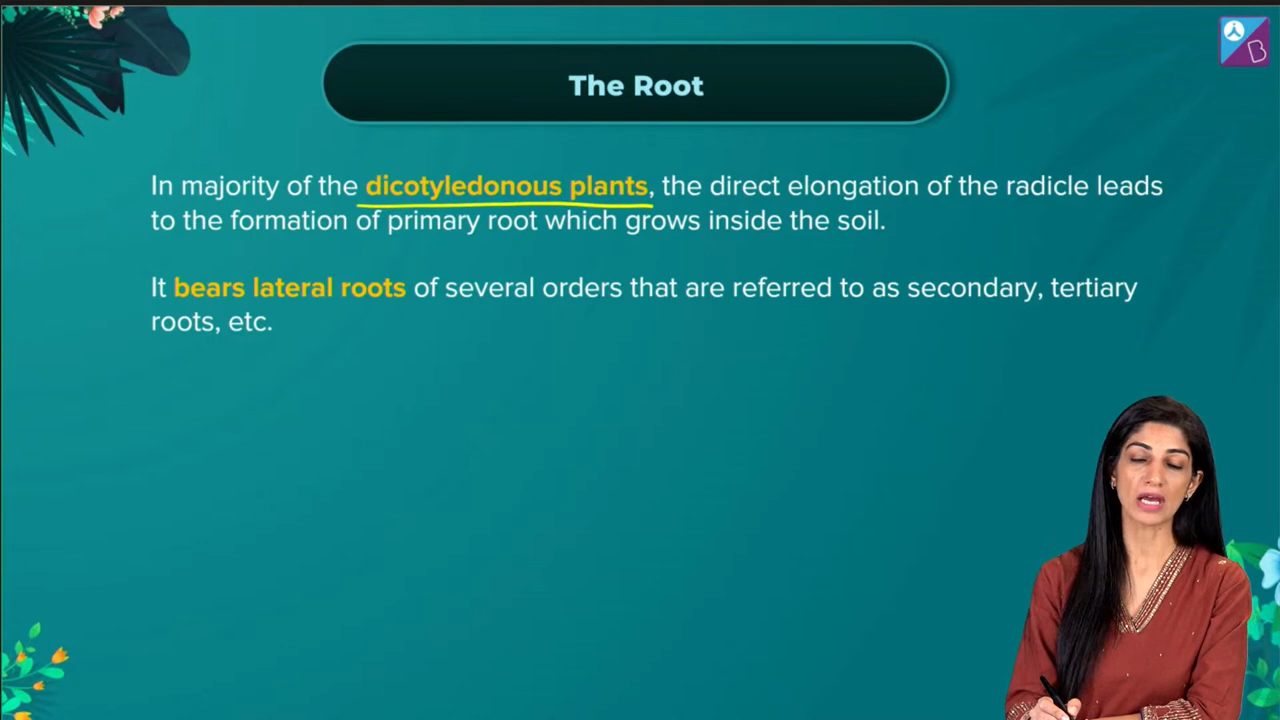 The Root
In majority of the dicotyledonous plants, the direct elongation of the radicle leads
to the formation of primary root which grows inside the soil.
It bears lateral roots of several orders that are referred to as secondary, tertiary
roots, etc.
B